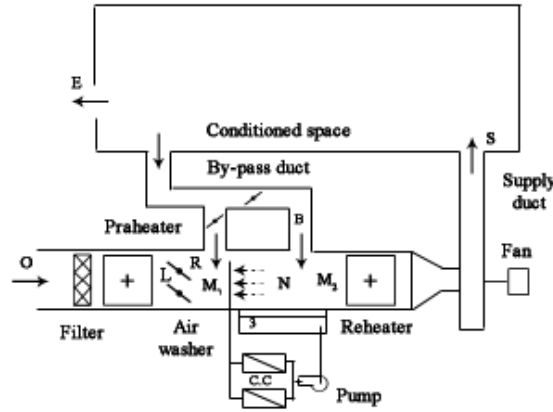 E
Conditioned space
S
By-pass duct
Supply
duct
Praheater
B
Fan
O
R
L
M1
N
M2
3
Filter
Air
washer
Reheater
C.C
Pump